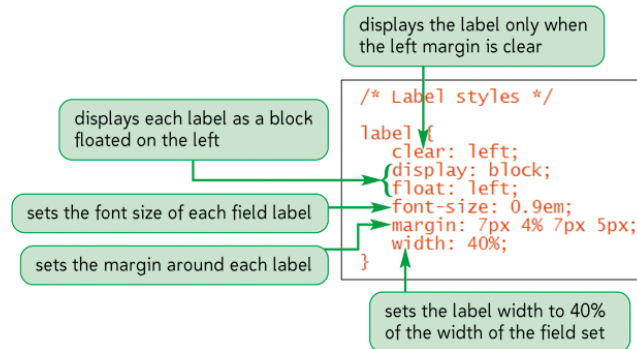 displays the label only when
the left margin is clear
displays each label as a block
floated on the left
sets the font size of each field label
sets the margin around each label
/* Label styles */
label {
clear: left;
display: block;
float: left;
font-size: 0.9em;
margin: 7px 4% 7px 5px;
width: 40%;
}
sets the label width to 40%
of the width of the field set